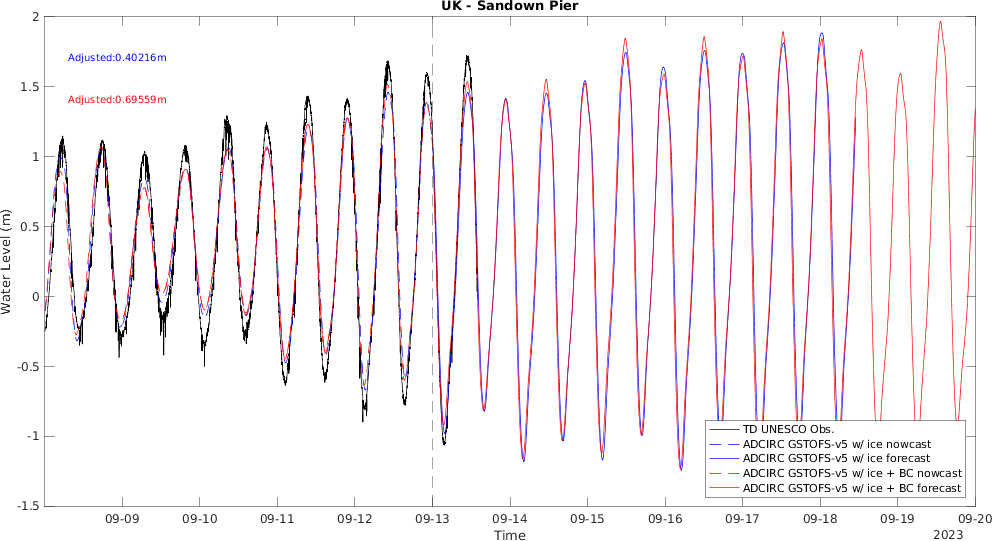 UK - Sandown Pier
Adjusted:0.40216m
Adjusted:0.69559m
Water Level (m)
2
1.5
1
0.5
0
-0.5
-1
-1.5
TD UNESCO Obs.
ADCIRC GSTOFS-v5 w/ ice nowcast
ADCIRC GSTOFS-v5 w/ ice forecast
ADCIRC GSTOFS-v5 w/ ice + BC nowcast
ADCIRC GSTOFS-v5 w/ ice + BC forecast
09-09 09-10 09-11 09-12 09-13 09-14 09-15 09-16 09-17 09-18 09-19 09-20
Time
2023